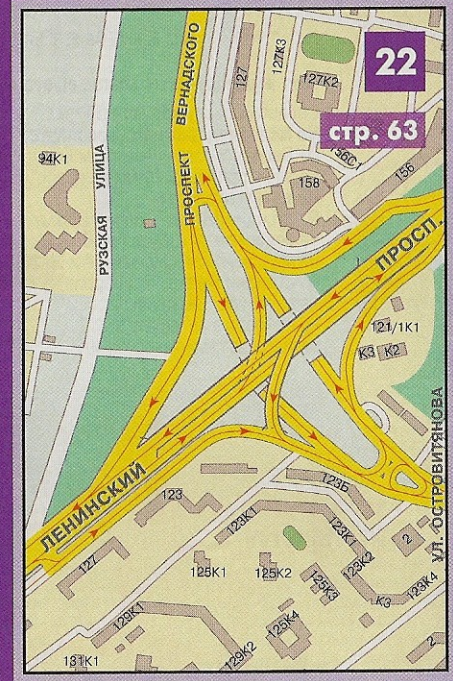 22
стр. 63
ПРОСПЕКТ ВЕРНАДСКОГО
127
127К3
127К2
156С1
156
158
94К1
РУЗСКАЯ УЛИЦА
ПРОСП.
121/1К1
К3
К2
УЛ. ОСТРОВИТЯНОВА
ЛЕНИНСКИЙ
123
123Б
123К1
123К1
127
125К1
125К2
125К3
123К2
2
К3
123К4
129К1
125К4
129К2
2
131К1